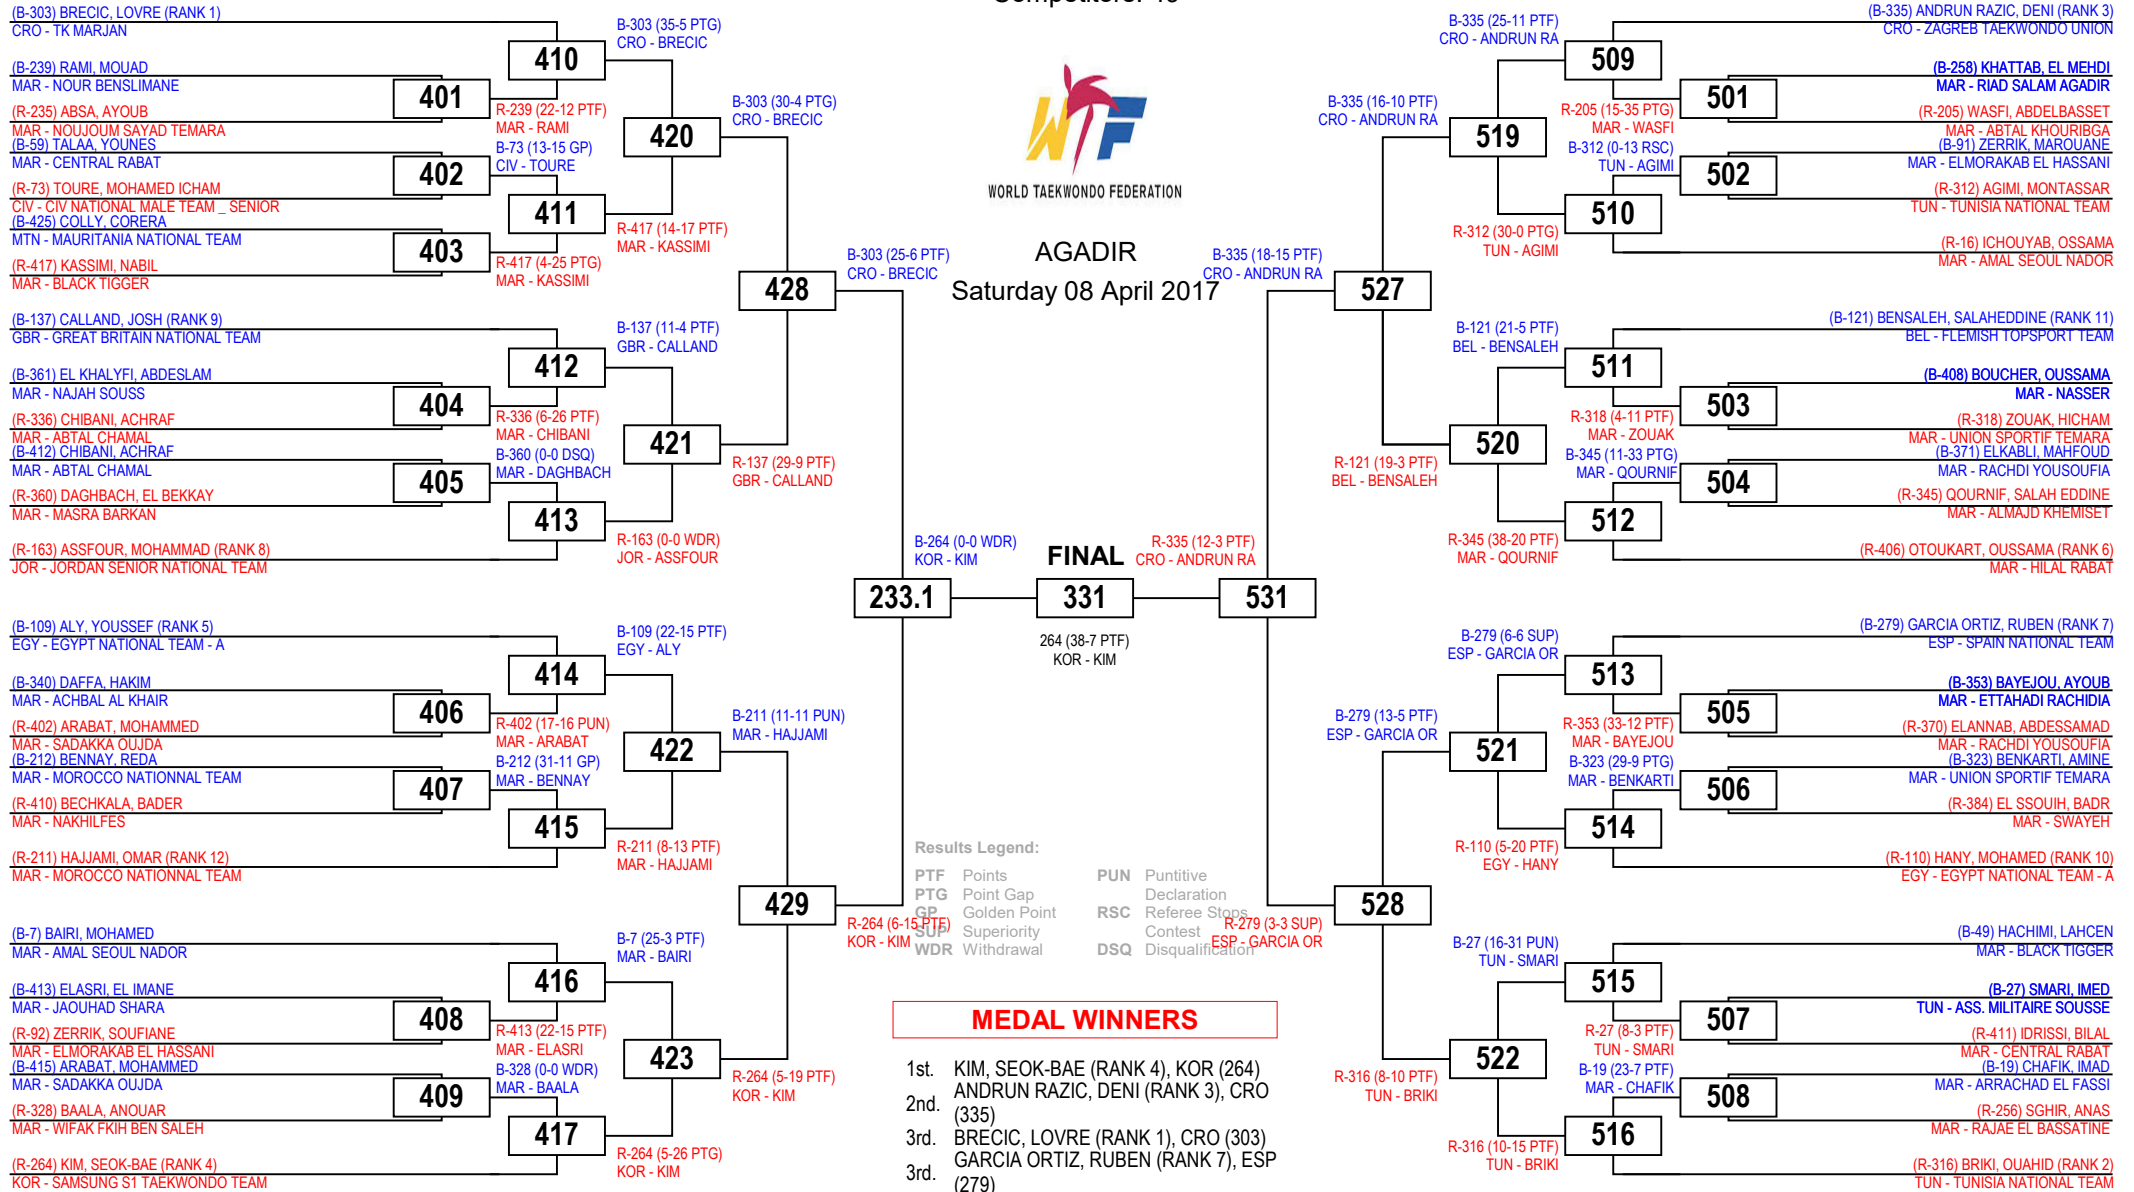 (B-303) BRECIC, LOVRE (RANK 1)
CRO - TK MARJAN
(B-239) RAMI, MOUAD
MAR - NOUR BENSLIMANE
(R-235) ABSA, AYOUB
MAR - NOUJOUM SAYAD TEMARA
(B-59) TALAA, YOUNES
MAR - CENTRAL RABAT
(R-73) TOURE, MOHAMED ICHAM
CIV - CIV NATIONAL MALE TEAM _ SENIOR
(B-425) COLLY, CORERA
MTN - MAURITANIA NATIONAL TEAM
(R-417) KASSIMI, NABIL
MAR - BLACK TIGGER
(B-137) CALLAND, JOSH (RANK 9)
GBR - GREAT BRITAIN NATIONAL TEAM
(B-361) EL KHALYFI, ABDESLAM
MAR - NAJAH SOUSS
(R-336) CHIBANI, ACHRAF
MAR - ABTAL CHAMAL
(B-412) CHIBANI, ACHRAF
MAR - ABTAL CHAMAL
(R-360) DAGHBACH, EL BEKKAY
MAR - MASRA BARKAN
(R-163) ASSFOUR, MOHAMMAD (RANK 8)
JOR - JORDAN SENIOR NATIONAL TEAM
(B-109) ALY, YOUSSEF (RANK 5)
EGY - EGYPT NATIONAL TEAM - A
(B-340) DAFFA, HAKIM
MAR - ACHBAL AL KHAIR
(R-402) ARABAT, MOHAMMED
MAR - SADAKKA OUJDA
(B-212) BENNAY, REDA
MAR - MOROCCO NATIONNAL TEAM
(R-410) BECHKALA, BADER
MAR - NAKHILFES
(R-211) HAJJAMI, OMAR (RANK 12)
MAR - MOROCCO NATIONNAL TEAM
(B-7) BAIRI, MOHAMED
MAR - AMAL SEOUL NADOR
(B-413) ELASRI, EL IMANE
MAR - JAOUHAD SHARA
(R-92) ZERRIK, SOUFIANE
MAR - ELMORAKAB EL HASSANI
(B-415) ARABAT, MOHAMMED
MAR - SADAKKA OUJDA
(R-328) BAALA, ANOUAR
MAR - WIFAK FKIH BEN SALEH
(R-264) KIM, SEOK-BAE (RANK 4)
KOR - SAMSUNG S1 TAEKWONDO TEAM
401
402
403
404
405
406
407
408
409
R-239 (22-12 PTF)
MAR - RAMI
B-73 (13-15 GP)
CIV - TOURE
R-417 (4-25 PTG)
MAR - KASSIMI
R-336 (6-26 PTF)
MAR - CHIBANI
B-360 (0-0 DSQ)
MAR - DAGHBACH
R-402 (17-16 PUN)
MAR - ARABAT
B-212 (31-11 GP)
MAR - BENNAY
R-413 (22-15 PTF)
MAR - ELASRI
B-328 (0-0 WDR)
MAR - BAALA
410
411
412
413
414
415
416
417
B-303 (35-5 PTG)
CRO - BRECIC
R-417 (14-17 PTF)
MAR - KASSIMI
B-137 (11-4 PTF)
GBR - CALLAND
R-163 (0-0 WDR)
JOR - ASSFOUR
B-109 (22-15 PTF)
EGY - ALY
R-211 (8-13 PTF)
MAR - HAJJAMI
B-7 (25-3 PTF)
MAR - BAIRI
R-264 (5-26 PTG)
KOR - KIM
420
421
422
423
B-303 (30-4 PTG)
CRO - BRECIC
R-137 (29-9 PTF)
GBR - CALLAND
B-211 (11-11 PUN)
MAR - HAJJAMI
R-264 (5-19 PTF)
KOR - KIM
428
429
B-303 (25-6 PTF)
CRO - BRECIC
R-264 (6-15 PTF)
KOR - KIM
233.1
B-264 (0-0 WDR)
KOR - KIM
WTF
WORLD TAEKWONDO FEDERATION
AGADIR
Saturday 08 April 2017
FINAL
331
264 (38-7 PTF)
KOR - KIM
R-335 (12-3 PTF)
CRO - ANDRUN RA
531
Results Legend:
PTF Points
PTG Point Gap
GP Golden Point
SUP Superiority
WDR Withdrawal
PUN Puntitive
Declaration
RSC Referee Stops
Contest
DSQ Disqualification
MEDAL WINNERS
1st. KIM, SEOK-BAE (RANK 4), KOR (264)
2nd. ANDRUN RAZIC, DENI (RANK 3), CRO
(335)
3rd. BRECIC, LOVRE (RANK 1), CRO (303)
3rd. GARCIA ORTIZ, RUBEN (RANK 7), ESP
(279)
B-335 (18-15 PTF)
CRO - ANDRUN RA
R-279 (3-3 SUP)
ESP - GARCIA OR
527
528
B-335 (16-10 PTF)
CRO - ANDRUN RA
R-121 (19-3 PTF)
BEL - BENSALEH
B-279 (13-5 PTF)
ESP - GARCIA OR
R-316 (8-10 PTF)
TUN - BRIKI
519
520
521
522
B-335 (25-11 PTF)
CRO - ANDRUN RA
R-312 (30-0 PTG)
TUN - AGIMI
B-121 (21-5 PTF)
BEL - BENSALEH
R-345 (38-20 PTF)
MAR - QOURNIF
B-279 (6-6 SUP)
ESP - GARCIA OR
R-110 (5-20 PTF)
EGY - HANY
B-27 (16-31 PUN)
TUN - SMARI
R-316 (10-15 PTF)
TUN - BRIKI
509
510
511
512
513
514
515
516
R-205 (15-35 PTG)
MAR - WASFI
B-312 (0-13 RSC)
TUN - AGIMI
R-318 (4-11 PTF)
MAR - ZOUAK
B-345 (11-33 PTG)
MAR - QOURNIF
R-353 (33-12 PTF)
MAR - BAYEJOU
B-323 (29-9 PTG)
MAR - BENKARTI
R-27 (8-3 PTF)
TUN - SMARI
B-19 (23-7 PTF)
MAR - CHAFIK
501
502
503
504
505
506
507
508
(B-335) ANDRUN RAZIC, DENI (RANK 3)
CRO - ZAGREB TAEKWONDO UNION
(B-258) KHATTAB, EL MEHDI
MAR - RIAD SALAM AGADIR
(R-205) WASFI, ABDELBASSET
MAR - ABTAL KHOURIBGA
(B-91) ZERRIK, MAROUANE
MAR - ELMORAKAB EL HASSANI
(R-312) AGIMI, MONTASSAR
TUN - TUNISIA NATIONAL TEAM
(R-16) ICHOUYAB, OSSAMA
MAR - AMAL SEOUL NADOR
(B-121) BENSALEH, SALAHEDDINE (RANK 11)
BEL - FLEMISH TOPSPORT TEAM
(B-408) BOUCHER, OUSSAMA
MAR - NASSER
(R-318) ZOUAK, HICHAM
MAR - UNION SPORTIF TEMARA
(B-371) ELKABLI, MAHFOUD
MAR - RACHDI YOUSOUFIA
(R-345) QOURNIF, SALAH EDDINE
MAR - ALMAJD KHEMISET
(R-406) OTOUKART, OUSSAMA (RANK 6)
MAR - HILAL RABAT
(B-279) GARCIA ORTIZ, RUBEN (RANK 7)
ESP - SPAIN NATIONAL TEAM
(B-353) BAYEJOU, AYOUB
MAR - ETTAHADI RACHIDIA
(R-370) ELANNAB, ABDESSAMAD
MAR - RACHDI YOUSOUFIA
(B-323) BENKARTI, AMINE
MAR - UNION SPORTIF TEMARA
(R-384) EL SSOUIH, BADR
MAR - SWAYEH
(R-110) HANY, MOHAMED (RANK 10)
EGY - EGYPT NATIONAL TEAM - A
(B-49) HACHIMI, LAHCEN
MAR - BLACK TIGGER
(B-27) SMARI, IMED
TUN - ASS. MILITAIRE SOUSSE
(R-411) IDRISSI, BILAL
MAR - CENTRAL RABAT
(B-19) CHAFIK, IMAD
MAR - ARRACHAD EL FASSI
(R-256) SGHIR, ANAS
MAR - RAJAE EL BASSATINE
(R-316) BRIKI, OUAHID (RANK 2)
TUN - TUNISIA NATIONAL TEAM